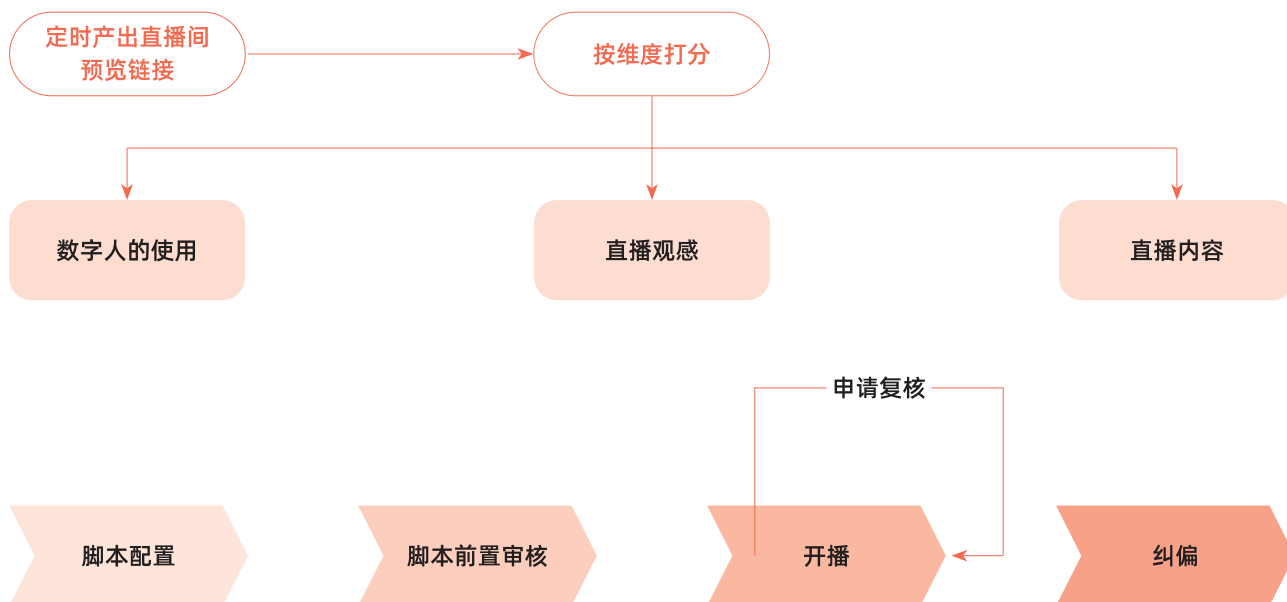 定时产出直播间
预览链接
按维度打分
数字人的使用
直播观感
直播内容
申请复核
脚本配置
脚本前置审核
开播
纠偏